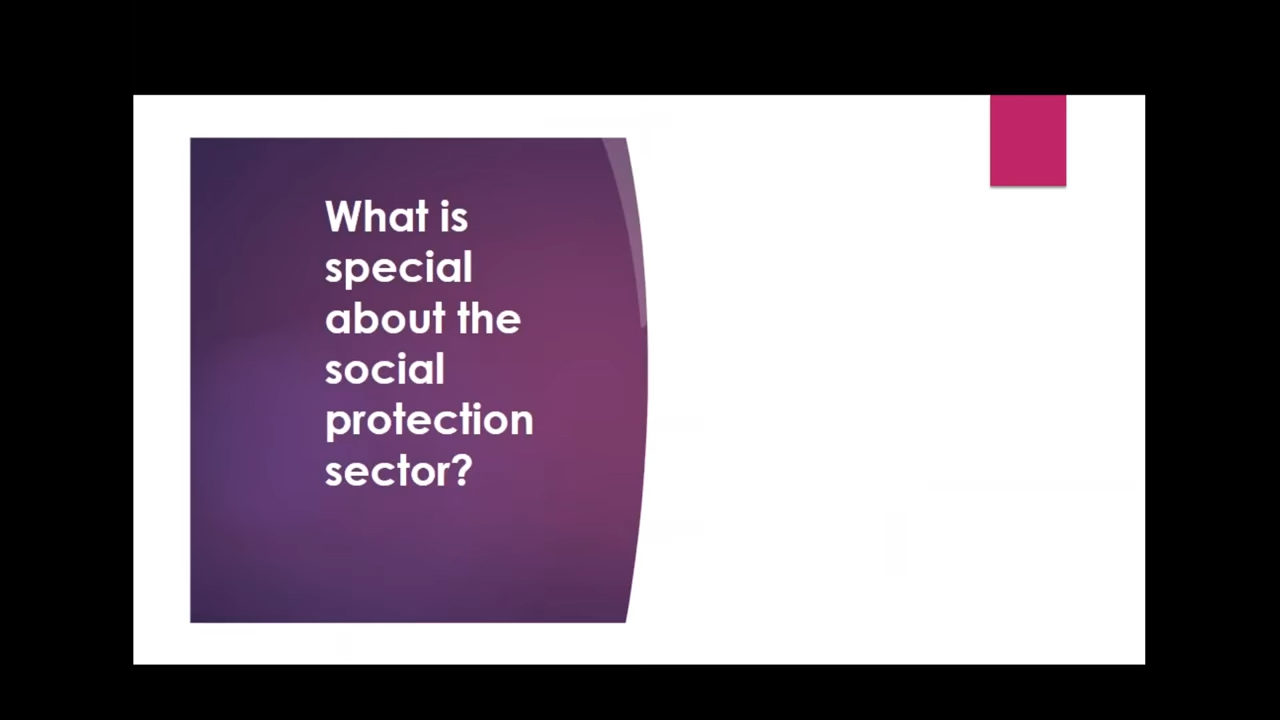 What is
special
about the
social
protection
sector?